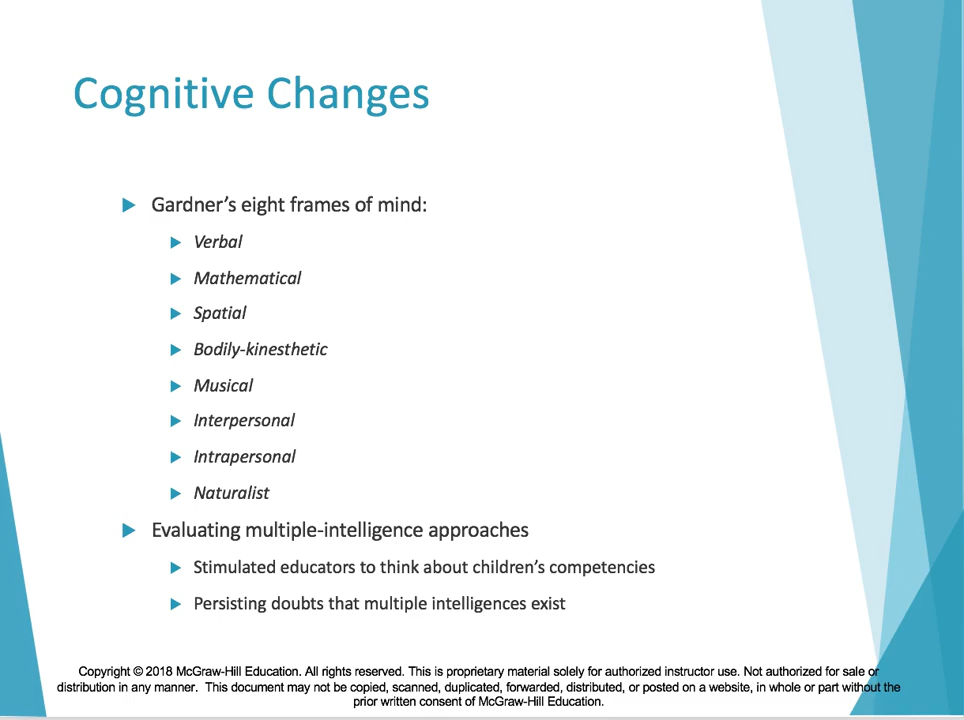 Cognitive Changes
Gardner’s eight frames of mind:
Verbal
Mathematical
Spatial
Bodily-kinesthetic
Musical
Interpersonal
Intrapersonal
Naturalist
Evaluating multiple-intelligence approaches
Stimulated educators to think about children’s competencies
Persisting doubts that multiple intelligences exist
Copyright © 2018 McGraw-Hill Education. All rights reserved. This is proprietary material solely for authorized instructor use. Not authorized for sale or
distribution in any manner. This document may not be copied, scanned, duplicated, forwarded, distributed, or posted on a website, in whole or part without the
prior written consent of McGraw-Hill Education.